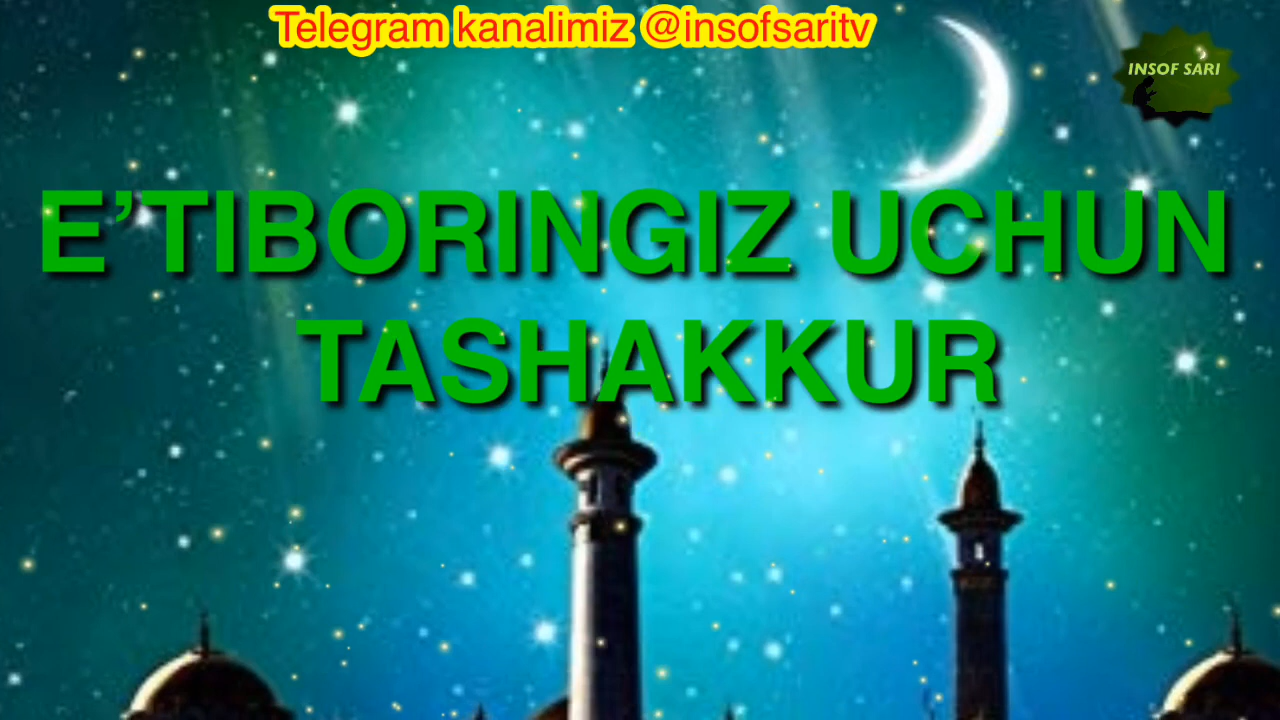 Telegram kanalimiz @insofsaritv
INSOF SARI
E’TIBORINGIZ UCHUN
TASHAKKUR